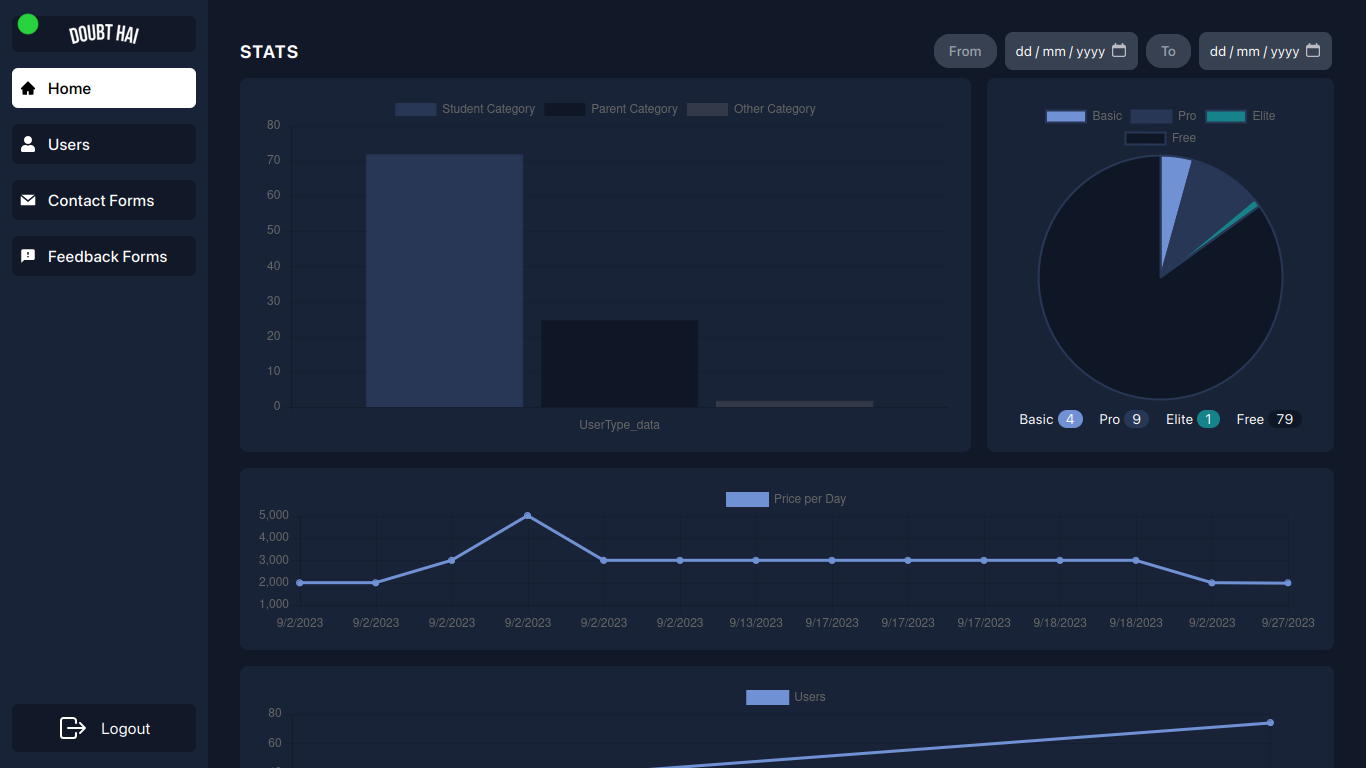 DOUBT HAI
Home
Users
Contact Forms
Feedback Forms
Logout
STATS
From dd / mm / yyyy To dd / mm / yyyy
Student Category Parent Category Other Category
80
70
60
50
40
30
20
10
0
UserType_data
Basic Pro Elite
Free
Basic 4 Pro 9 Elite 1 Free 79
Price per Day
5,000
4,000
3,000
2,000
1,000
9/2/2023 9/2/2023 9/2/2023 9/2/2023 9/2/2023 9/2/2023 9/13/2023 9/17/2023 9/17/2023 9/17/2023 9/18/2023 9/18/2023 9/2/2023 9/27/2023
Users
80
60